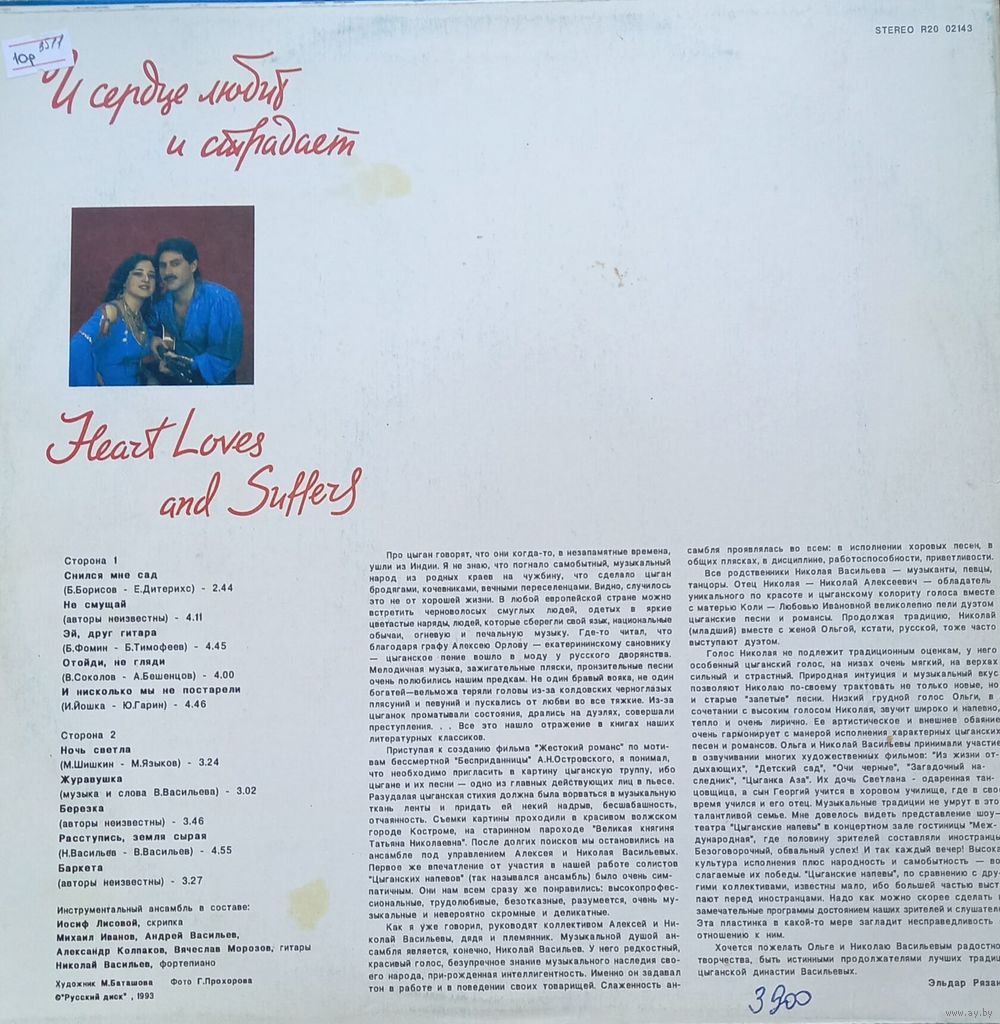 STEREO R20 02143
10р 3511
И сердце любит
и страдает
Heart Loves
and Suffers
Сторона 1
Снился мне сад
(Б.Борисов - Е.Дитерихс) - 2.44
Не смущай
(авторы неизвестны) - 4.11
Эй, друг гитара
(Б.Фомин - Б.Тимофеев) - 4.45
Отойди, не гляди
(В.Соколов - А.Бешенцов) - 4.00
И нисколько мы не постарели
(И.Йошка - Ю.Гарин) - 4.46
Сторона 2
Ночь светла
(М.Шишкин - М.Языков) - 3.24
Журавушка
(музыка и слова В.Васильева) - 3.02
Березка
(авторы неизвестны) - 3.46
Расступись, земля сырая
(Н.Васильев - В.Васильев) - 4.55
Баркета
(авторы неизвестны) - 3.27
Инструментальный ансамбль в составе:
Иосиф Лисовой, скрипка
Михаил Иванов, Андрей Васильев,
Александр Колпаков, Вячеслав Морозов, гитары
Николай Васильев, фортепиано
Художник М.Баташова Фото Г.Прохорова
©"Русский диск" , 1993
Про цыган говорят, что они когда-то, в незапамятные времена,
ушли из Индии. Я не знаю, что погнало самобытный, музыкальный
народ из родных краев на чужбину, что сделало цыган
бродягами, кочевниками, вечными переселенцами. Видно, случилось
это не от хорошей жизни. В любой европейской стране можно
встретить черноволосых смуглых людей, одетых в яркие
цветастые наряды, людей, которые сберегли свой язык, национальные
обычаи, огневую и печальную музыку. Где-то читал, что
благодаря графу Алексею Орлову — екатерининскому сановнику
— цыганское пение вошло в моду у русского дворянства.
Мелодичная музыка, зажигательные пляски, пронзительные песни
очень полюбились нашим предкам. Не один бравый вояка, не один
богатей—вельможа теряли головы из-за колдовских черноглазых
плясуний и певуний и пускались от любви во все тяжкие. Из-за
цыганок проматывали состояния, дрались на дуэлях, совершали
преступления. . . Все это нашло отражение в книгах наших
литературных классиков.
Приступая к созданию фильма "Жестокий романс" по моти-
вам бессмертной "Бесприданницы" А.Н.Островского, я понимал,
что необходимо пригласить в картину цыганскую труппу, ибо
цыгане и их песни — одно из главных действующих лиц в пьесе.
Разудалая цыганская стихия должна была ворваться в музыкальную
ткань ленты и придать ей некий надрыв, бесшабашность,
отчаянность. Съемки картины проходили в красивом волжском
городе Костроме, на старинном пароходе "Великая княгиня
Татьяна Николаевна". После долгих поисков мы остановились на
ансамбле под управлением Алексея и Николая Васильевых.
Первое же впечатление от участия в нашей работе солистов
"Цыганских напевов" (так назывался ансамбль) было очень сим-
патичным. Они нам всем сразу же понравились: высокопрофес-
сиональные, трудолюбивые, безотказные, разумеется, очень му-
зыкальные и невероятно скромные и деликатные.
Как я уже говорил, руководят коллективом Алексей и Ни-
колай Васильевы, дядя и племянник. Музыкальной душой ан-
самбля является, конечно, Николай Васильев. У него редкостный,
красивый голос, безупречное знание музыкального наследия сво-
его народа, при-рожденная интеллигентность. Именно он задавал
тон в работе и в поведении своих товарищей. Слаженность ан-
самбля проявлялась во всем: в исполнении хоровых песен, в
общих плясках, в дисциплине, работоспособности, приветливости.
Все родственники Николая Васильева — музыканты, певцы,
танцоры. Отец Николая — Николай Алексеевич — обладатель
уникального по красоте и цыганскому колориту голоса вместе
с матерью Коли — Любовью Ивановной великолепно пели дуэтом
цыганские песни и романсы. Продолжая традицию, Николай
(младший) вместе с женой Ольгой, кстати, русской, тоже часто
выступают дуэтом.
Голос Николая не подлежит традиционным оценкам, у него
особенный цыганский голос, на низах очень мягкий, на верхах
сильный и страстный. Природная интуиция и музыкальный вкус
позволяют Николаю по-своему трактовать не только новые, но
и старые "запетые" песни. Низкий грудной голос Ольги, в
сочетании с высоким голосом Николая, звучит широко и напевно,
тепло и очень лирично. Ее артистическое и внешнее обаяние
очень гармонирует с манерой исполнения характерных цыганских
песен и романсов. Ольга и Николай Васильевы принимали участие
в озвучивании многих художественных фильмов: "Из жизни от-
дыхающих", "Детский сад", "Очи черные", "Загадочный на-
следник", "Цыганка Аза". Их дочь Светлана - одаренная тан-
цовщица, а сын Георгий учится в хоровом училище, где в сво
время учился и его отец. Музыкальные традиции не умрут в это
талантливой семье. Мне довелось видеть представление шоу—
театра "Цыганские напевы" в концертном зале гостиницы "Меж-
дународная", где половину зрителей составляли иностранцы
Безоговорочный, обвальный успех! И так каждый вечер! Высока
культура исполнения плюс народность и самобытность — во
слагаемые их победы. "Цыганские напевы", по сравнению с дру-
гими коллективами, известны мало, ибо большей частью выст
пают перед иностранцами. Надо как можно скорее сделать
замечательные программы достоянием наших зрителей и слушателе
Эта пластинка в какой-то мере загладит несправедливость
отношению к ним.
Хочется пожелать Ольге и Николаю Васильевым радостно
творчества, быть истинными продолжателями лучших традиц
цыганской династии Васильевых.
Эльдар Рязан
3900
www.ay.by